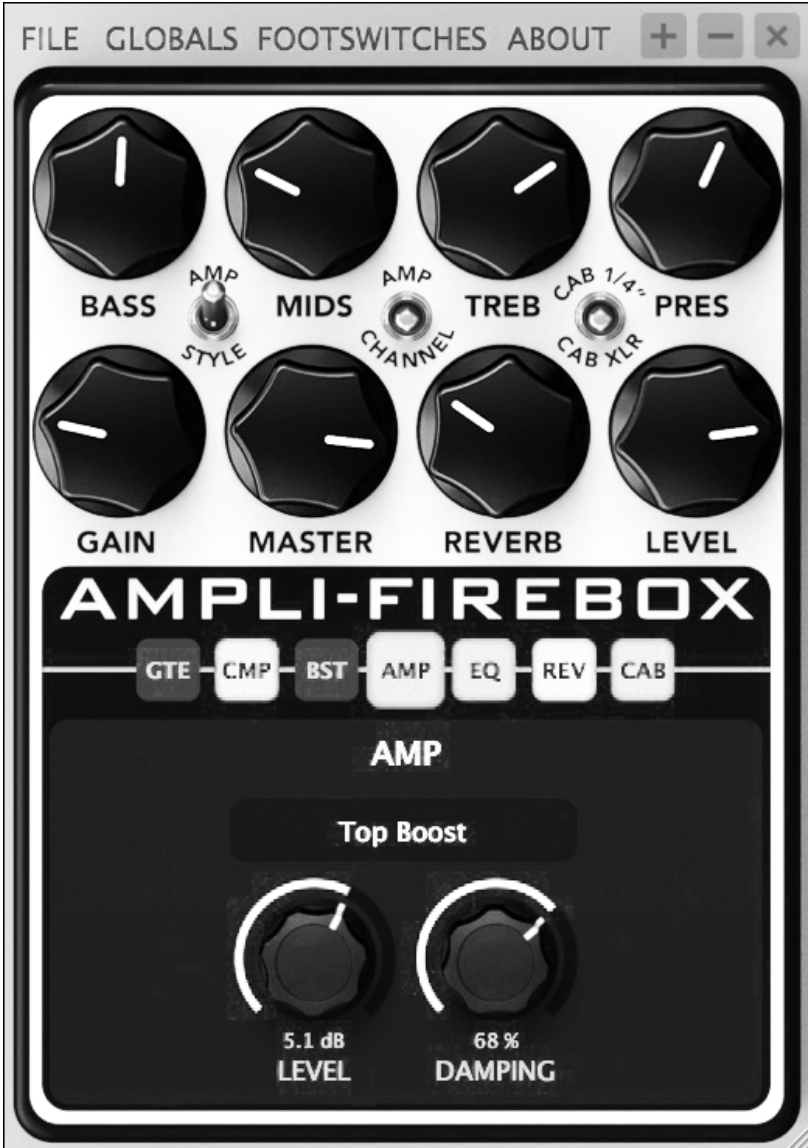 FILE GLOBALS FOOTSWITCHES ABOUT + − ×
AMP AMP CAB 1/4"
BASS MIDS TREB PRES
STYLE CHANNEL CAB XLR
GAIN MASTER REVERB LEVEL
AMPLI-FIREBOX
GTE CMP BST AMP EQ REV CAB
AMP
Top Boost
5.1 dB 68 %
LEVEL DAMPING